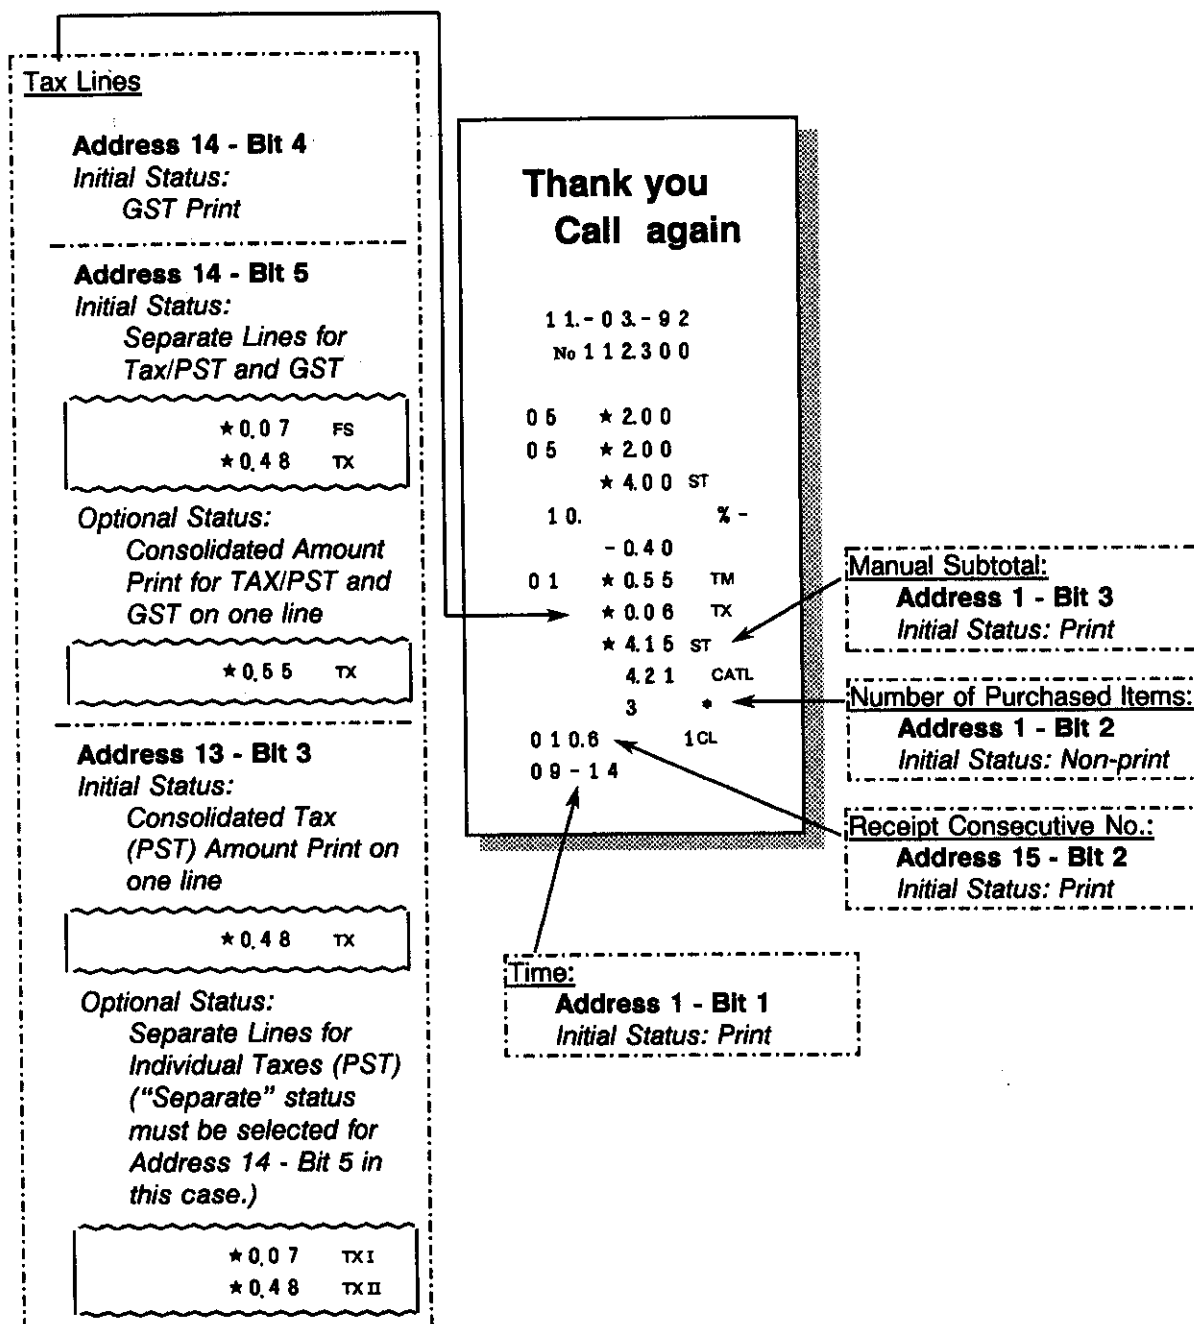 Tax Lines
Address 14 - Bit 4
Initial Status:
GST Print
Address 14 - Bit 5
Initial Status:
Separate Lines for
Tax/PST and GST
★0.07 FS
★0.48 TX
Optional Status:
Consolidated Amount
Print for TAX/PST and
GST on one line
★0.55 TX
Address 13 - Bit 3
Initial Status:
Consolidated Tax
(PST) Amount Print on
one line
★0.48 TX
Optional Status:
Separate Lines for
Individual Taxes (PST)
("Separate" status
must be selected for
Address 14 - Bit 5 in
this case.)
★0.07 TX I
★0.48 TX II
Thank you
Call again
11.-03.-92
No 112.300
05 ★2.00
05 ★2.00
★4.00 ST
10. %-
-0.40
01 ★0.55 TM
★0.06 TX
★4.15 ST
4.21 CATL
3 *
010.6 1CL
09-14
Manual Subtotal:
Address 1 - Bit 3
Initial Status: Print
Number of Purchased Items:
Address 1 - Bit 2
Initial Status: Non-print
Receipt Consecutive No.:
Address 15 - Bit 2
Initial Status: Print
Time:
Address 1 - Bit 1
Initial Status: Print